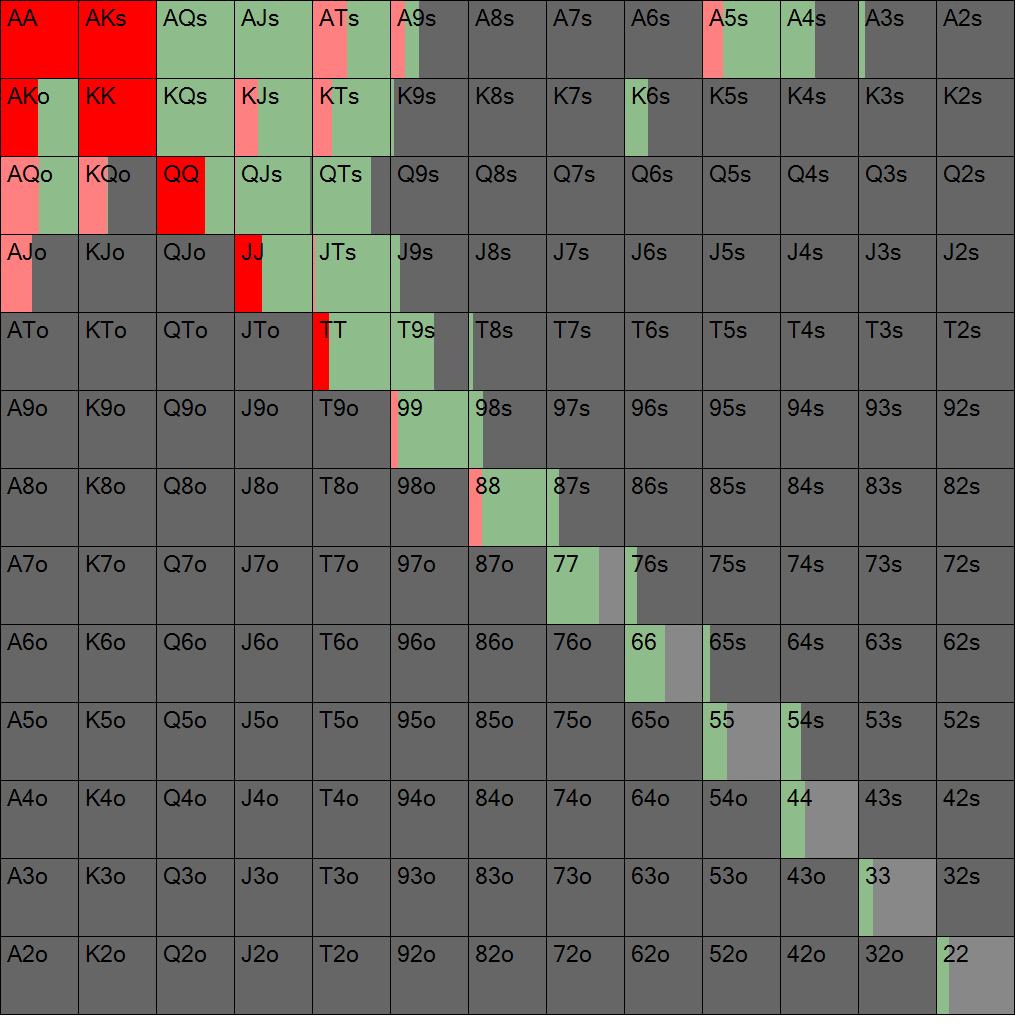 AA AKs AQs AJs ATs A9s A8s A7s A6s A5s A4s A3s A2s
AKo KK KQs KJs KTs K9s K8s K7s K6s K5s K4s K3s K2s
AQo KQo QQ QJs QTs Q9s Q8s Q7s Q6s Q5s Q4s Q3s Q2s
AJo KJo QJo JJ JTs J9s J8s J7s J6s J5s J4s J3s J2s
ATo KTo QTo JTo TT T9s T8s T7s T6s T5s T4s T3s T2s
A9o K9o Q9o J9o T9o 99 98s 97s 96s 95s 94s 93s 92s
A8o K8o Q8o J8o T8o 98o 88 87s 86s 85s 84s 83s 82s
A7o K7o Q7o J7o T7o 97o 87o 77 76s 75s 74s 73s 72s
A6o K6o Q6o J6o T6o 96o 86o 76o 66 65s 64s 63s 62s
A5o K5o Q5o J5o T5o 95o 85o 75o 65o 55 54s 53s 52s
A4o K4o Q4o J4o T4o 94o 84o 74o 64o 54o 44 43s 42s
A3o K3o Q3o J3o T3o 93o 83o 73o 63o 53o 43o 33 32s
A2o K2o Q2o J2o T2o 92o 82o 72o 62o 52o 42o 32o 22